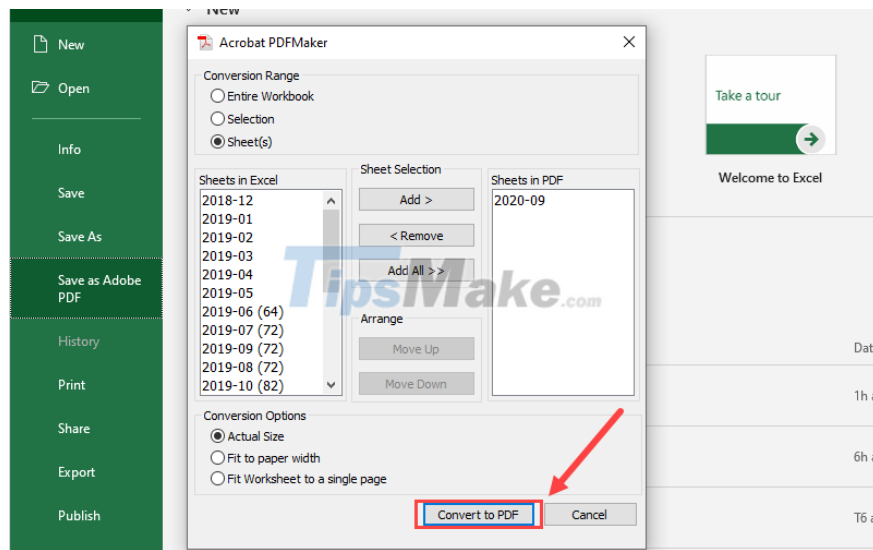 New
New
Open
Info
Save
Save As
Save as Adobe
PDF
History
Print
Share
Export
Publish
Acrobat PDFMaker
Conversion Range
Entire Workbook
Selection
Sheet(s)
Sheets in Excel
2018-12
2019-01
2019-02
2019-03
2019-04
2019-05
2019-06 (64)
2019-07 (72)
2019-09 (72)
2019-08 (72)
2019-10 (82)
Sheet Selection
Add >
< Remove
Add All >>
Arrange
Move Up
Move Down
Sheets in PDF
2020-09
Conversion Options
Actual Size
Fit to paper width
Fit Worksheet to a single page
Convert to PDF
Cancel
Take a tour
Welcome to Excel
Dat
1h a
6h a
T6 a
TipsMake.com